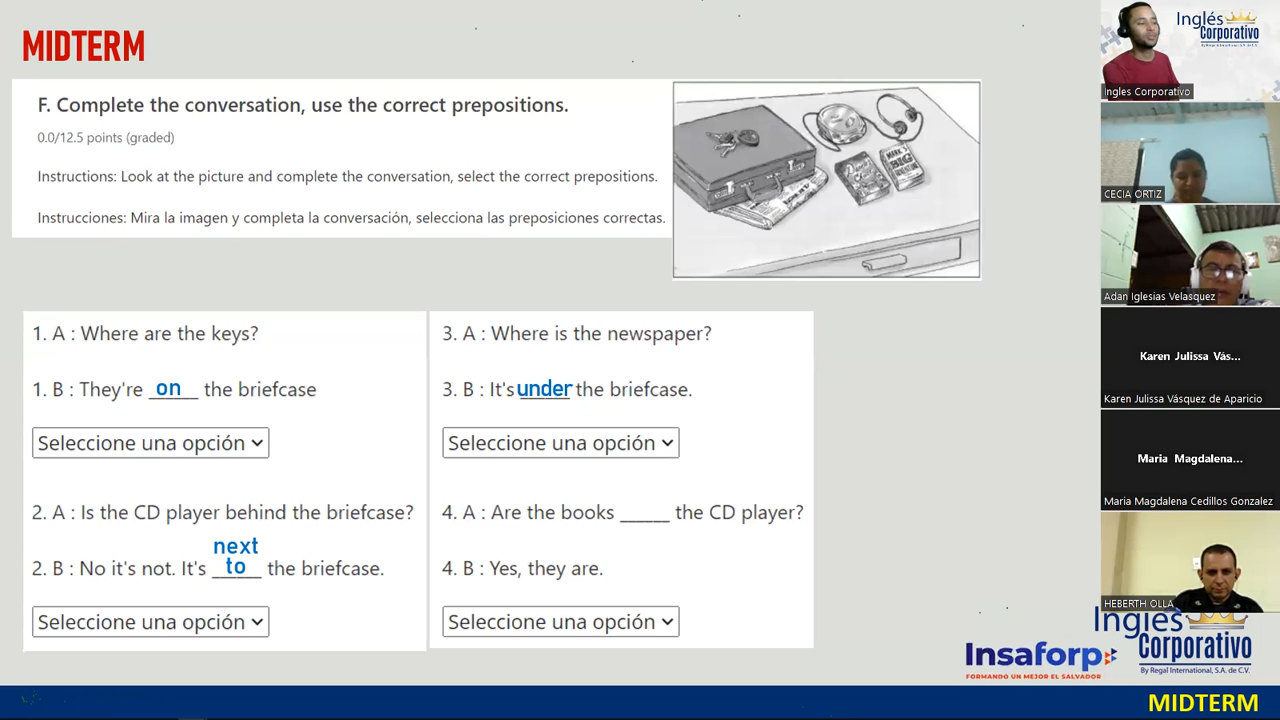 MIDTERM
F. Complete the conversation, use the correct prepositions.
0.0/12.5 points (graded)
Instructions: Look at the picture and complete the conversation, select the correct prepositions.
Instrucciones: Mira la imagen y completa la conversación, selecciona las preposiciones correctas.
1. A : Where are the keys?
1. B : They're on the briefcase
Seleccione una opción
2. A : Is the CD player behind the briefcase?
2. B : No it's not. It's next to the briefcase.
Seleccione una opción
3. A : Where is the newspaper?
3. B : It's under the briefcase.
Seleccione una opción
4. A : Are the books ______ the CD player?
4. B : Yes, they are.
Seleccione una opción
Inglés
Corporativo
By Regal International, S.A. de C.V.
Ingles Corporativo
CECIA ORTIZ
Adan Iglesias Velasquez
Karen Julissa Vás...
Karen Julissa Vásquez de Aparicio
Maria Magdalena...
Maria Magdalena Cedillos Gonzalez
HEBERTH OLLA
Insaforp
FORMANDO UN MEJOR EL SALVADOR
Inglés
Corporativo
By Regal International, S.A. de C.V.
MIDTERM